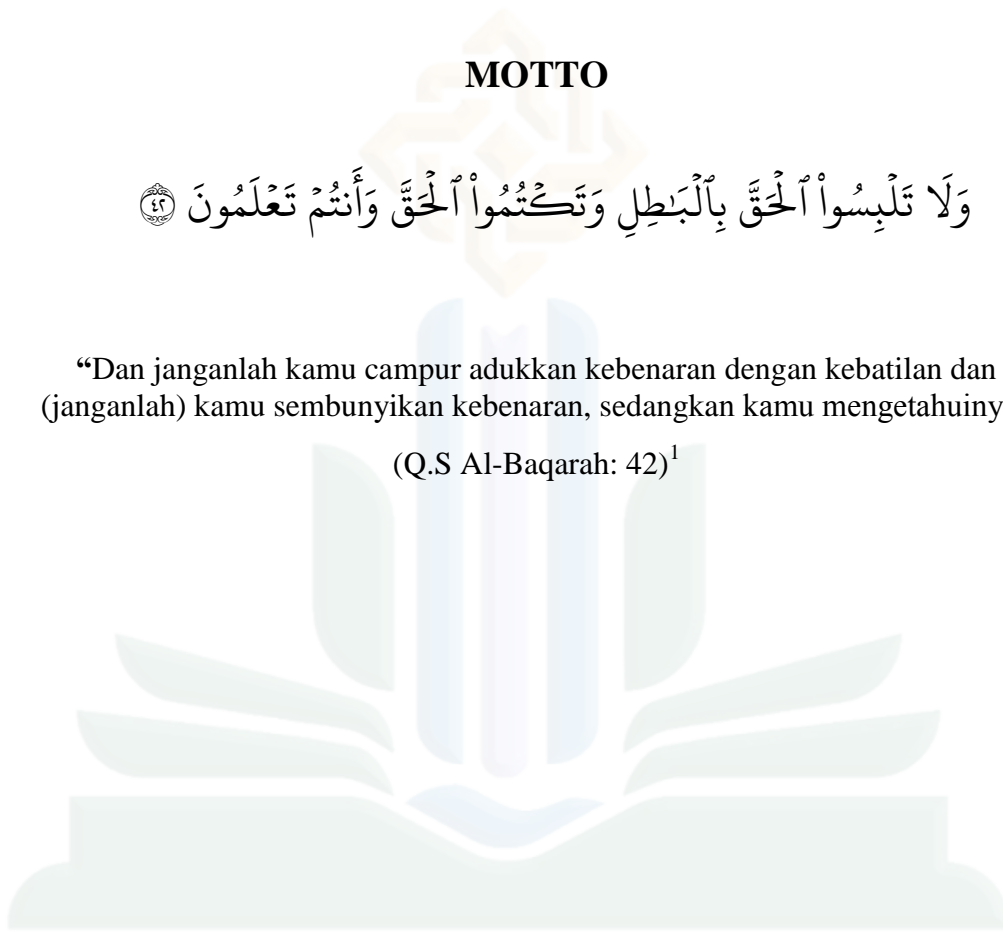 MOTTO
وَلَا تَلْبِسُوا۟ ٱلْحَقَّ بِٱلْبَـٰطِلِ وَتَكْتُمُوا۟ ٱلْحَقَّ وَأَنتُمْ تَعْلَمُونَ ۝٤٢
“Dan janganlah kamu campur adukkan kebenaran dengan kebatilan dan
(janganlah) kamu sembunyikan kebenaran, sedangkan kamu mengetahuiny
(Q.S Al-Baqarah: 42)¹